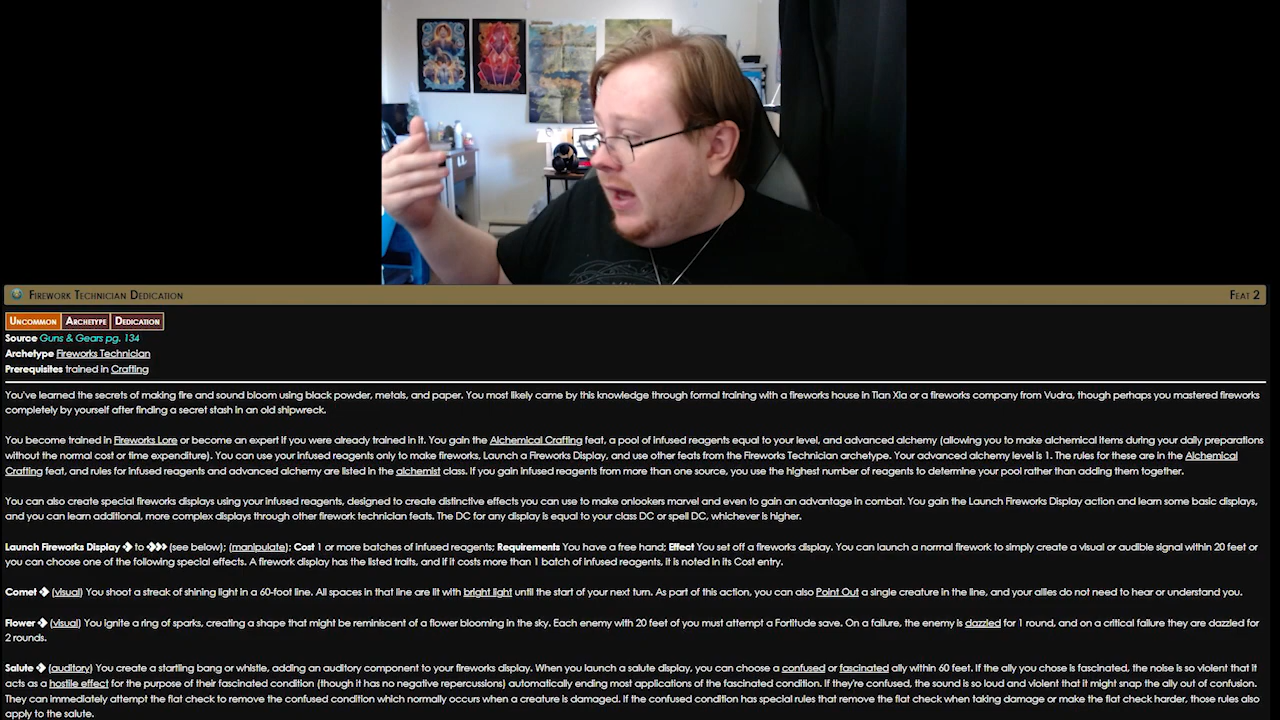 Firework Technician Dedication Feat 2
Uncommon Archetype Dedication
Source Guns & Gears pg. 134
Archetype Fireworks Technician
Prerequisites trained in Crafting
You've learned the secrets of making fire and sound bloom using black powder, metals, and paper. You most likely came by this knowledge through formal training with a fireworks house in Tian Xia or a fireworks company from Vudra, though perhaps you mastered fireworks
completely by yourself after finding a secret stash in an old shipwreck.
You become trained in Fireworks Lore or become an expert if you were already trained in it. You gain the Alchemical Crafting feat, a pool of infused reagents equal to your level, and advanced alchemy (allowing you to make alchemical items during your daily preparations
without the normal cost or time expenditure). You can use your infused reagents only to make fireworks, Launch a Fireworks Display, and use other feats from the Fireworks Technician archetype. Your advanced alchemy level is 1. The rules for these are in the Alchemical
Crafting feat, and rules for infused reagents and advanced alchemy are listed in the alchemist class. If you gain infused reagents from more than one source, you use the highest number of reagents to determine your pool rather than adding them together.
You can also create special fireworks displays using your infused reagents, designed to create distinctive effects you can use to make onlookers marvel and even to gain an advantage in combat. You gain the Launch Fireworks Display action and learn some basic displays,
and you can learn additional, more complex displays through other firework technician feats. The DC for any display is equal to your class DC or spell DC, whichever is higher.
Launch Fireworks Display to (see below); (manipulate); Cost 1 or more batches of infused reagents; Requirements You have a free hand; Effect You set off a fireworks display. You can launch a normal firework to simply create a visual or audible signal within 20 feet or
you can choose one of the following special effects. A firework display has the listed traits, and if it costs more than 1 batch of infused reagents, it is noted in its Cost entry.
Comet (visual) You shoot a streak of shining light in a 60-foot line. All spaces in that line are lit with bright light until the start of your next turn. As part of this action, you can also Point Out a single creature in the line, and your allies do not need to hear or understand you.
Flower (visual) You ignite a ring of sparks, creating a shape that might be reminiscent of a flower blooming in the sky. Each enemy with 20 feet of you must attempt a Fortitude save. On a failure, the enemy is dazzled for 1 round, and on a critical failure they are dazzled for
2 rounds.
Salute (auditory) You create a startling bang or whistle, adding an auditory component to your fireworks display. When you launch a salute display, you can choose a confused or fascinated ally within 60 feet. If the ally you chose is fascinated, the noise is so violent that it
acts as a hostile effect for the purpose of their fascinated condition (though it has no negative repercussions) automatically ending most applications of the fascinated condition. If they're confused, the sound is so loud and violent that it might snap the ally out of confusion.
They can immediately attempt the flat check to remove the confused condition which normally occurs when a creature is damaged. If the confused condition has special rules that remove the flat check when taking damage or make the flat check harder, those rules also
apply to the salute.